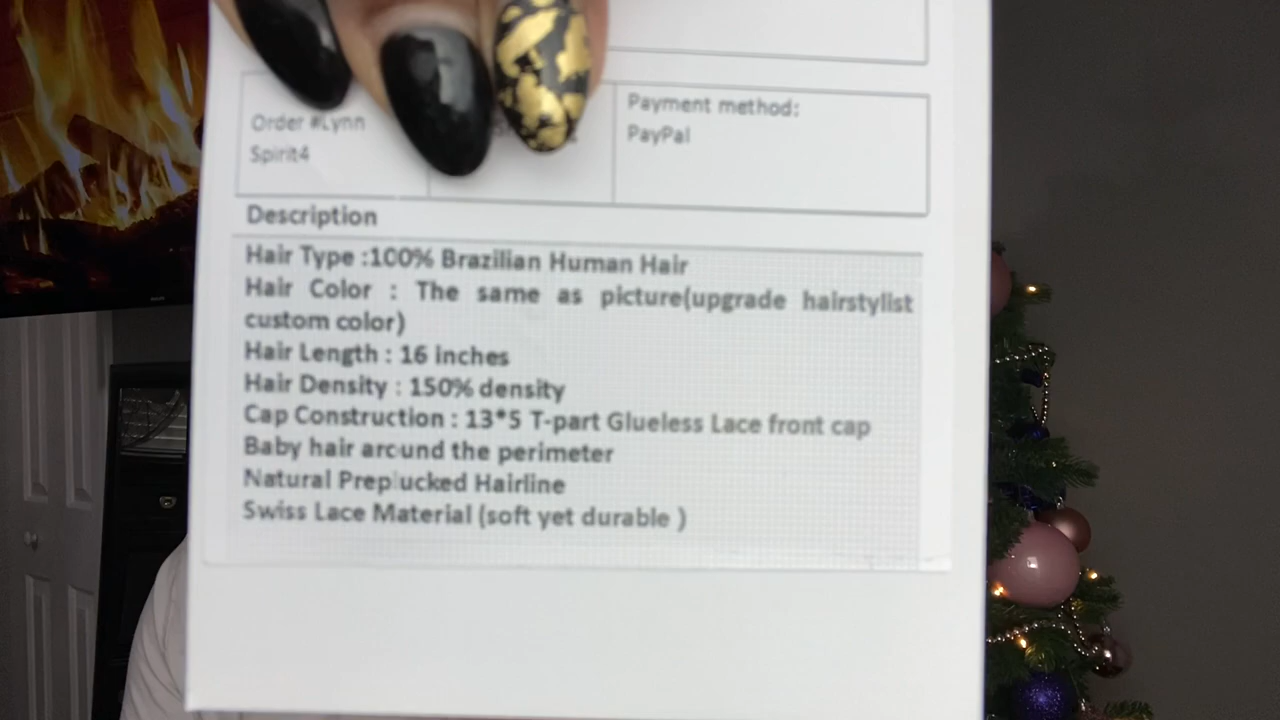 Order #Lynn
Spirit4
Payment method:
PayPal
Description
Hair Type :100% Brazilian Human Hair
Hair Color : The same as picture(upgrade hairstylist
custom color)
Hair Length : 16 inches
Hair Density : 150% density
Cap Construction : 13*5 T-part Glueless Lace front cap
Baby hair around the perimeter
Natural Preplucked Hairline
Swiss Lace Material (soft yet durable )